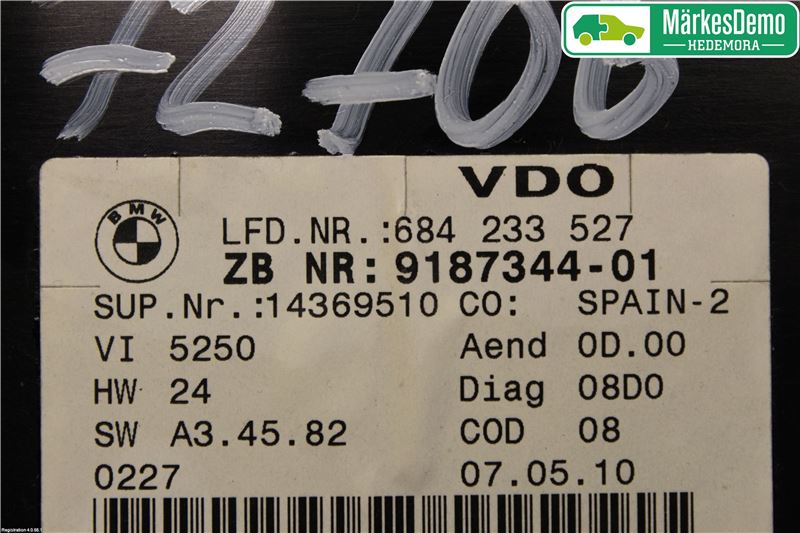 72706
MärkesDemo
HEDEMORA
VDO
BMW
LFD.NR.:684 233 527
ZB NR: 9187344-01
SUP.Nr.:14369510 CO: SPAIN-2
VI 5250 Aend 0D.00
HW 24 Diag 08D0
SW A3.45.82 COD 08
0227 07.05.10